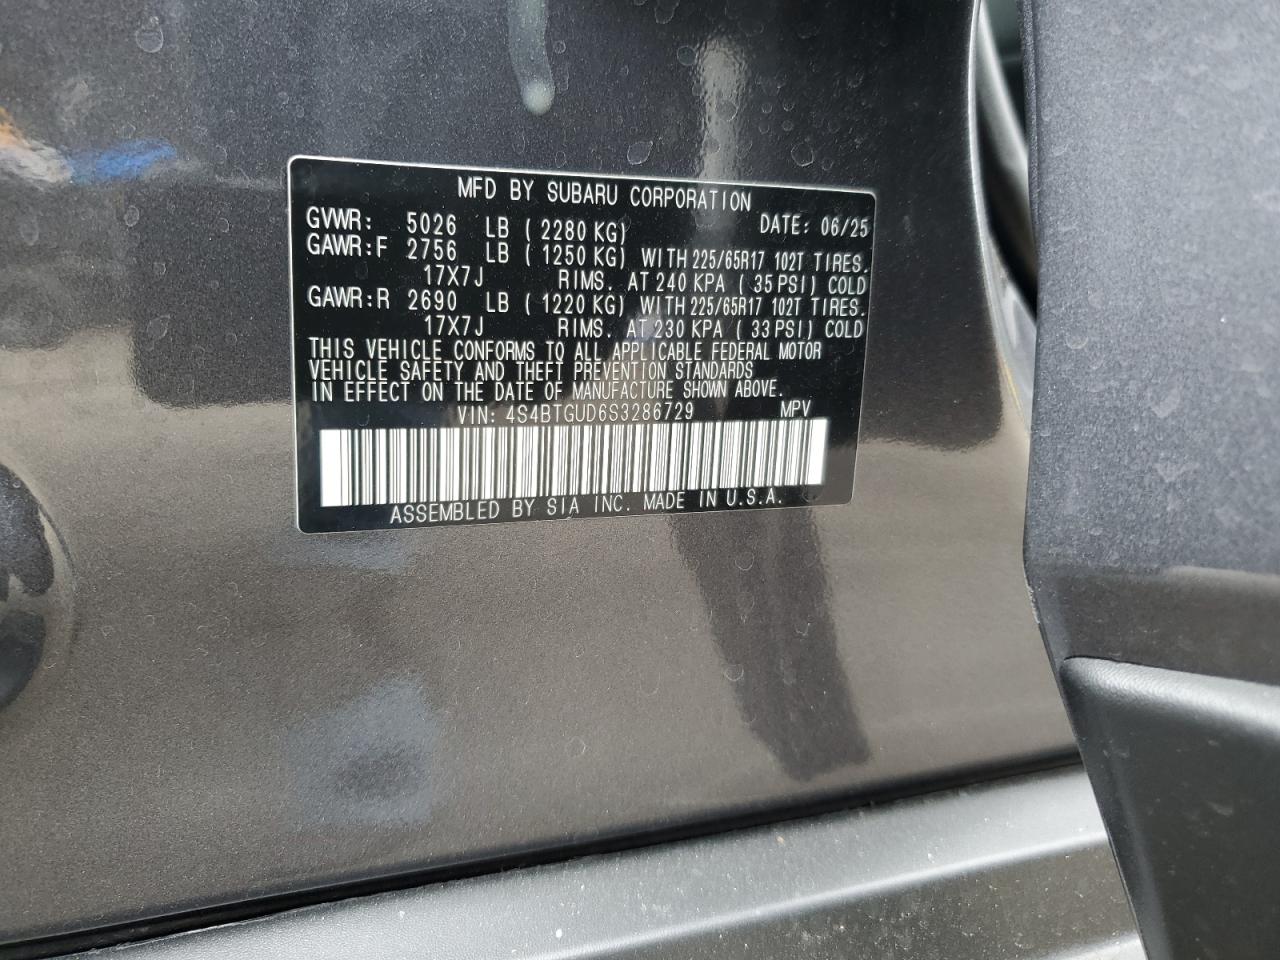 MFD BY SUBARU CORPORATION
GVWR: 5026 LB ( 2280 KG) DATE: 06/25
GAWR:F 2756 LB ( 1250 KG) WITH 225/65R17 102T TIRES.
17X7J RIMS. AT 240 KPA ( 35 PSI) COLD
GAWR:R 2690 LB ( 1220 KG) WITH 225/65R17 102T TIRES.
17X7J RIMS. AT 230 KPA ( 33 PSI) COLD
THIS VEHICLE CONFORMS TO ALL APPLICABLE FEDERAL MOTOR
VEHICLE SAFETY AND THEFT PREVENTION STANDARDS
IN EFFECT ON THE DATE OF MANUFACTURE SHOWN ABOVE.
VIN: 4S4BTGUD6S3286729 MPV
ASSEMBLED BY SIA INC. MADE IN U.S.A.